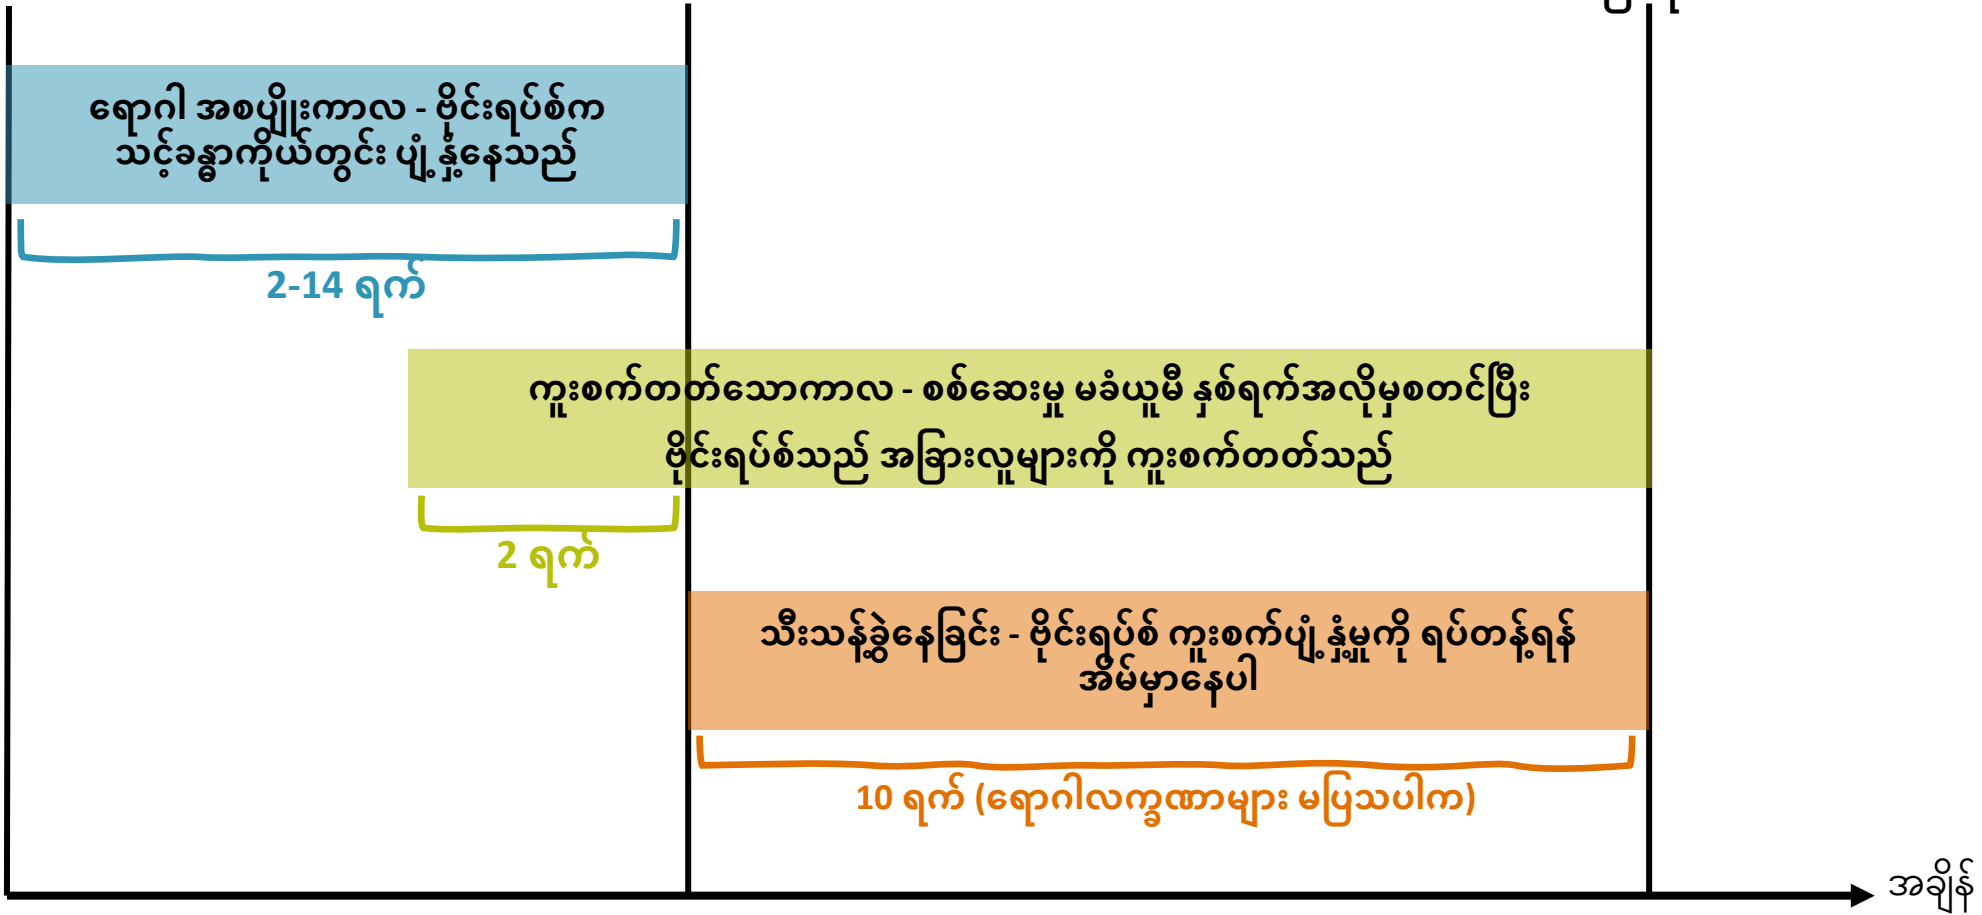 ရောဂါ အစပျိုးကာလ - ဗိုင်းရပ်စ်က
သင့်ခန္ဓာကိုယ်တွင်း ပျံ့နှံ့နေသည်
2-14 ရက်
ကူးစက်တတ်သောကာလ - စစ်ဆေးမှု မခံယူမီ နှစ်ရက်အလိုမှစတင်ပြီး
ဗိုင်းရပ်စ်သည် အခြားလူများကို ကူးစက်တတ်သည်
2 ရက်
သီးသန့်ခွဲနေခြင်း - ဗိုင်းရပ်စ် ကူးစက်ပျံ့နှံ့မှုကို ရပ်တန့်ရန်
အိမ်မှာနေပါ
10 ရက် (ရောဂါလက္ခဏာများ မပြသပါက)
အချိန်